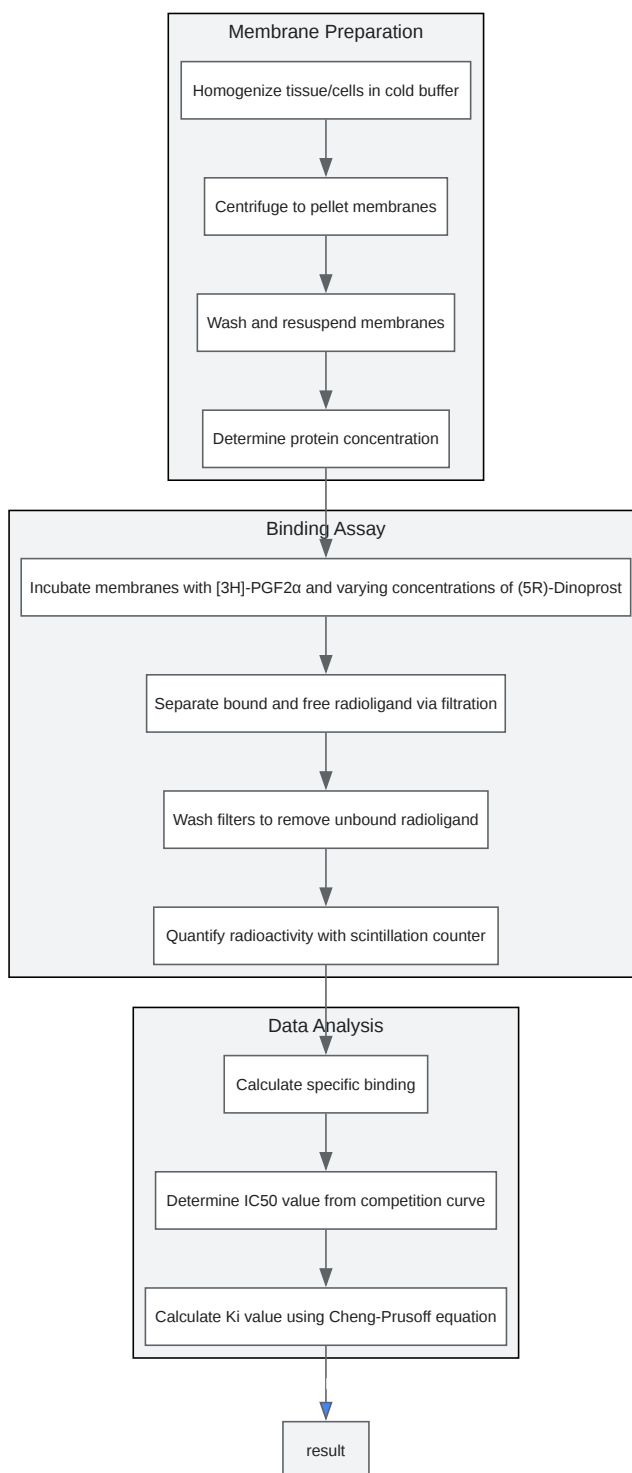 Membrane Preparation
Homogenize tissue/cells in cold buffer
Centrifuge to pellet membranes
Wash and resuspend membranes
Determine protein concentration
Binding Assay
Incubate membranes with [3H]-PGF2α and varying concentrations of (5R)-Dinoprost
Separate bound and free radioligand via filtration
Wash filters to remove unbound radioligand
Quantify radioactivity with scintillation counter
Data Analysis
Calculate specific binding
Determine IC50 value from competition curve
Calculate Ki value using Cheng-Prusoff equation
result